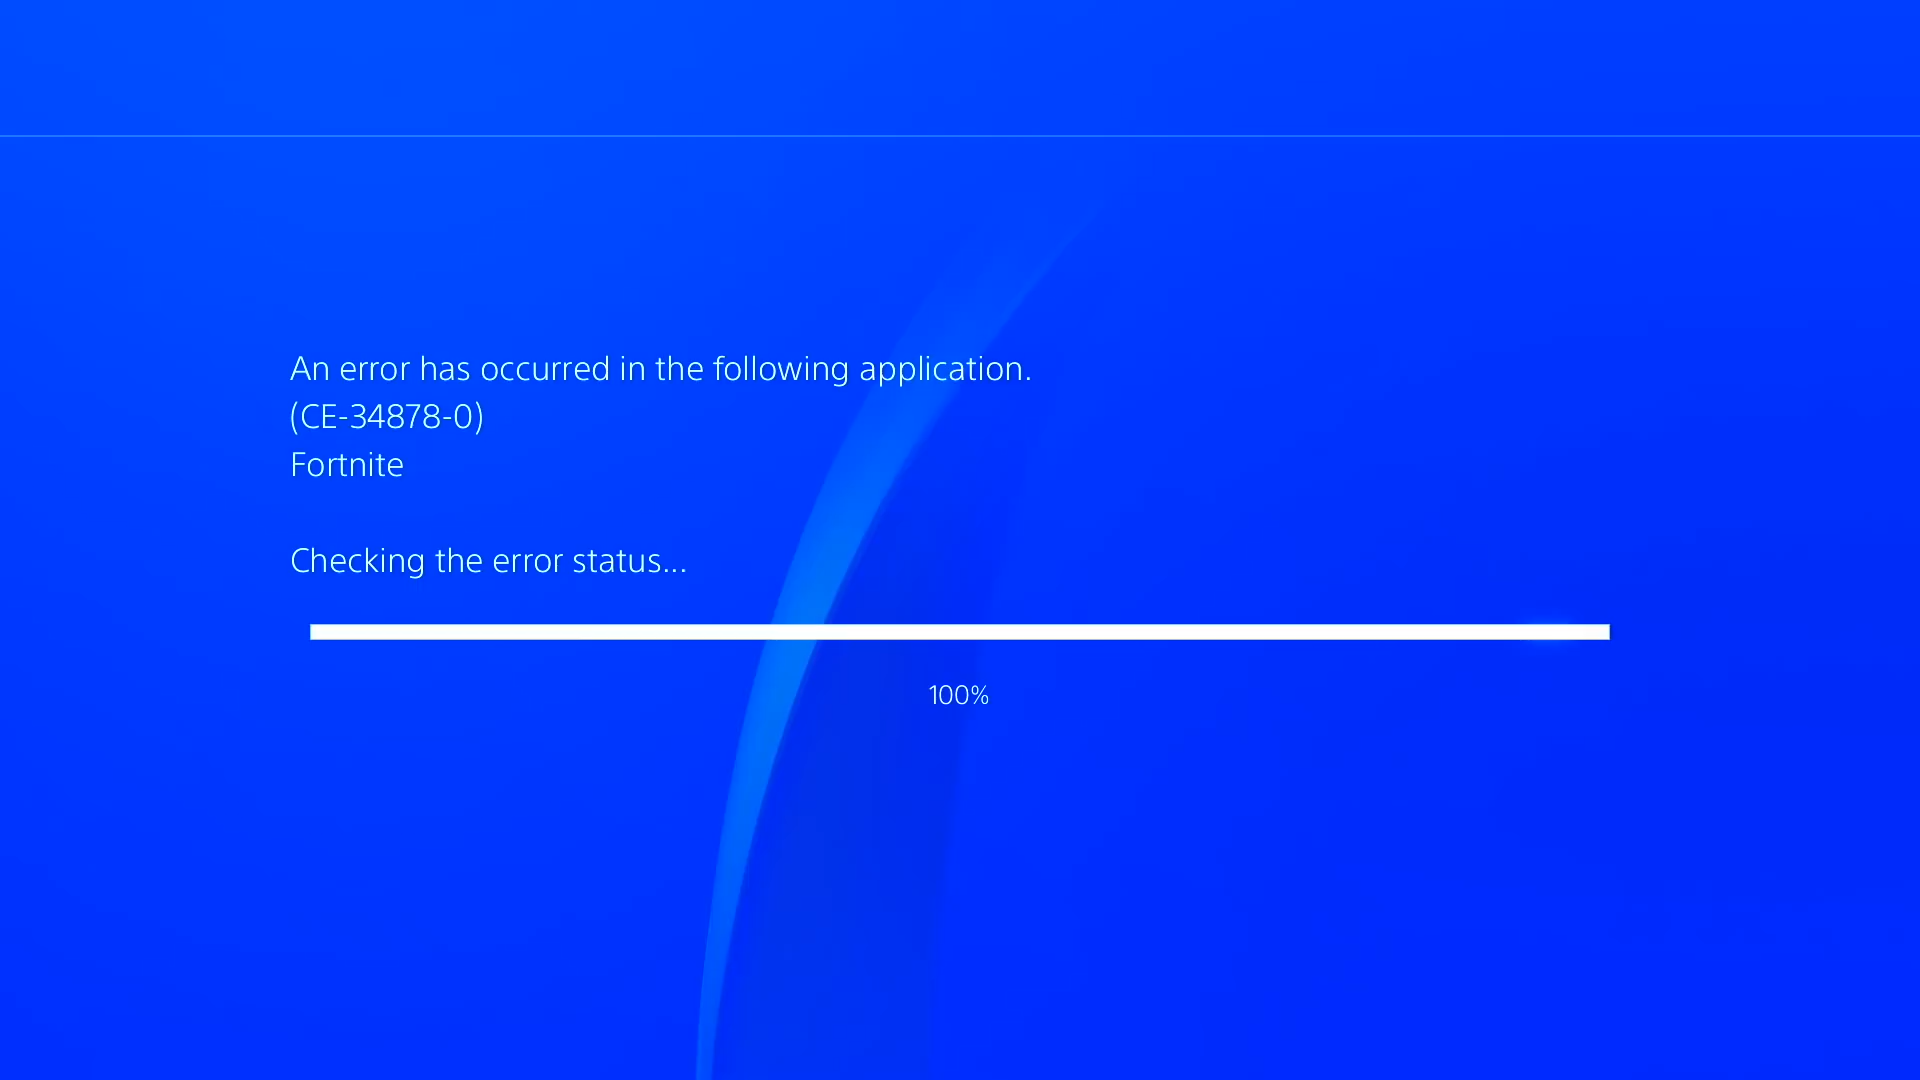 An error has occurred in the following application.
(CE-34878-0)
Fortnite
Checking the error status...
100%